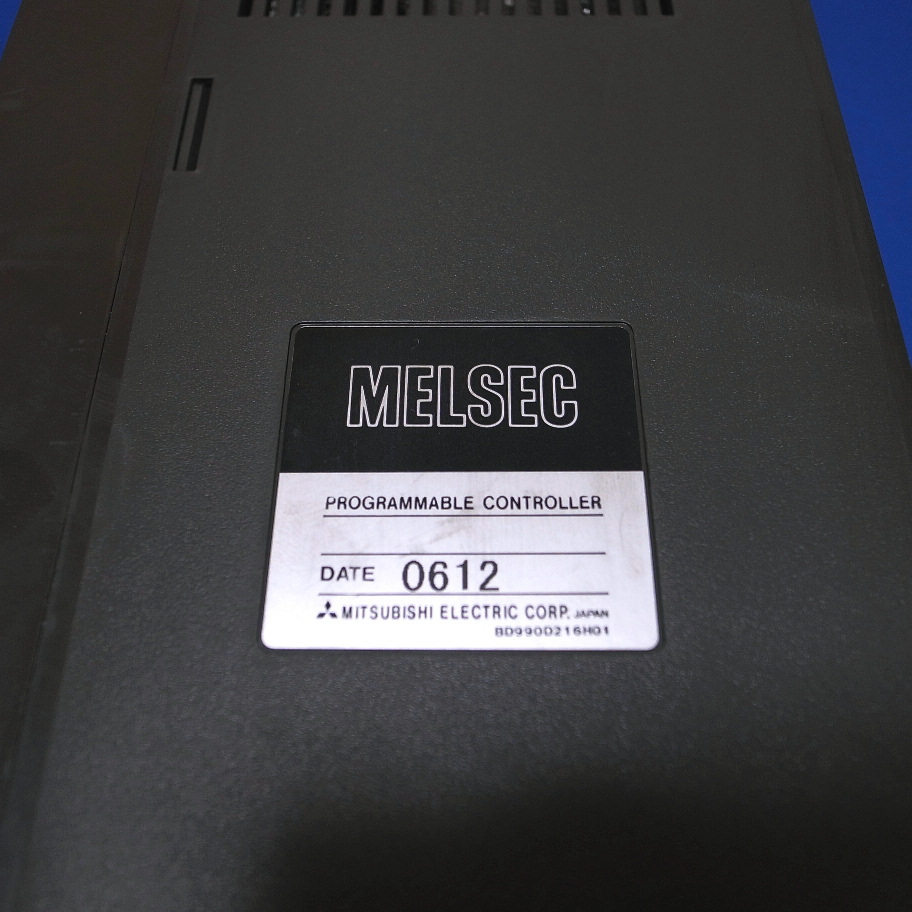 MELSEC
PROGRAMMABLE CONTROLLER
DATE 0612
MITSUBISHI ELECTRIC CORP. JAPAN
BD990D216H01